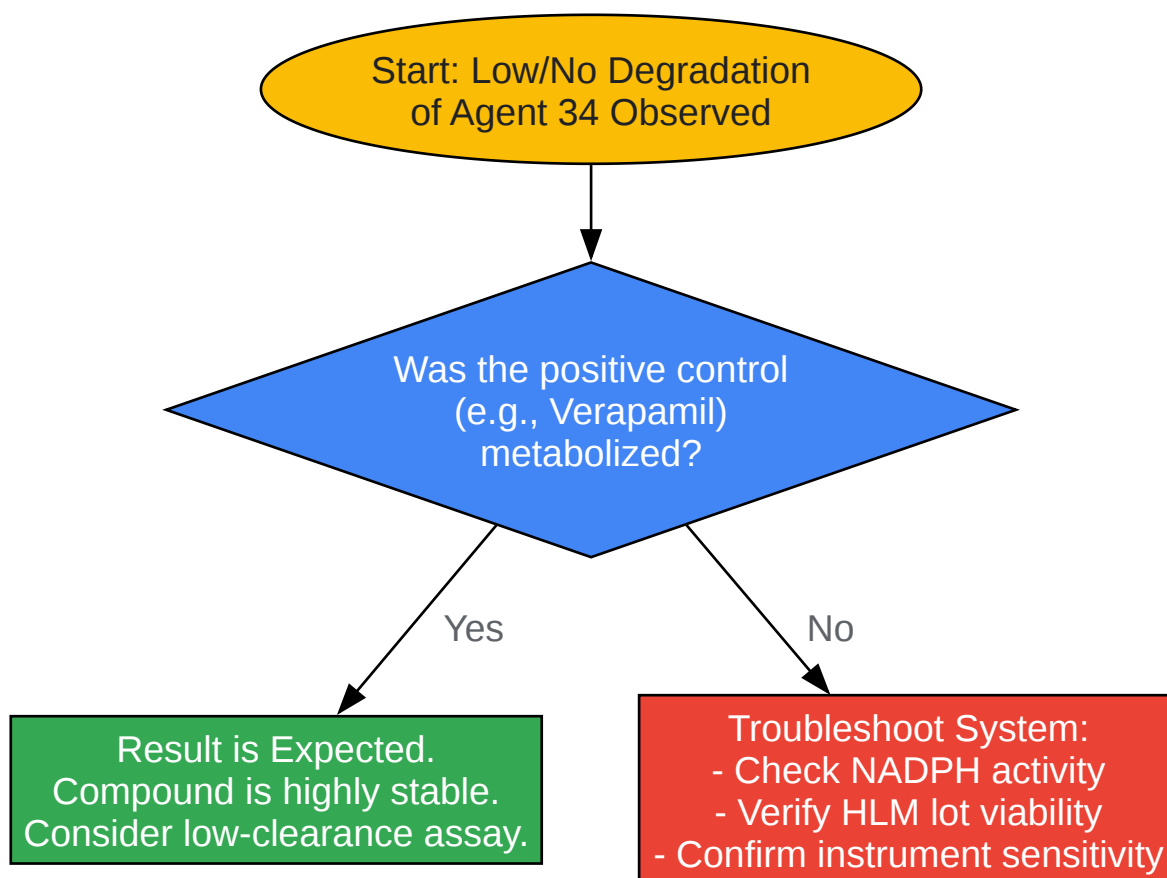 Start: Low/No Degradation
of Agent 34 Observed
Was the positive control
(e.g., Verapamil)
metabolized?
Yes
No
Result is Expected.
Compound is highly stable.
Consider low-clearance assay.
Troubleshoot System:
- Check NADPH activity
- Verify HLM lot viability
- Confirm instrument sensitivity